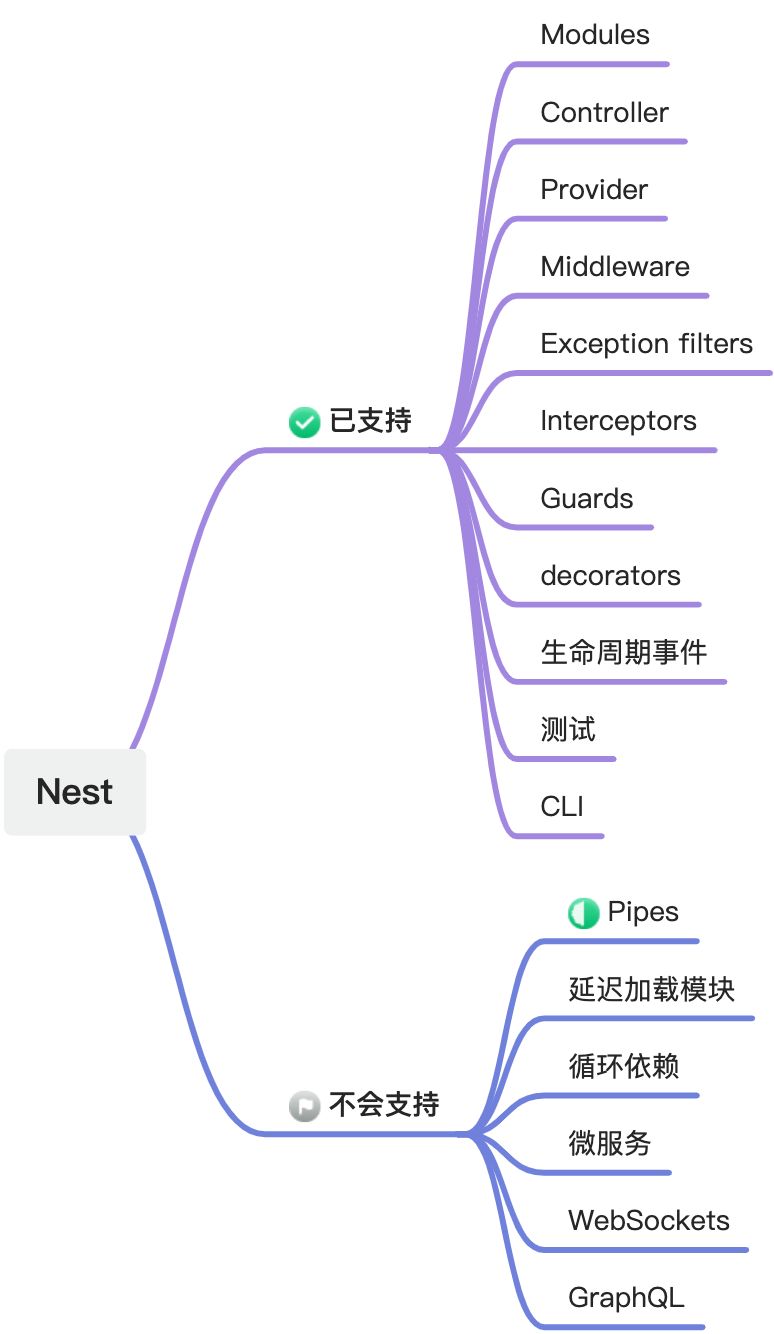 Nest
已支持
Modules
Controller
Provider
Middleware
Exception filters
Interceptors
Guards
decorators
生命周期事件
测试
CLI
不会支持
Pipes
延迟加载模块
循环依赖
微服务
WebSockets
GraphQL